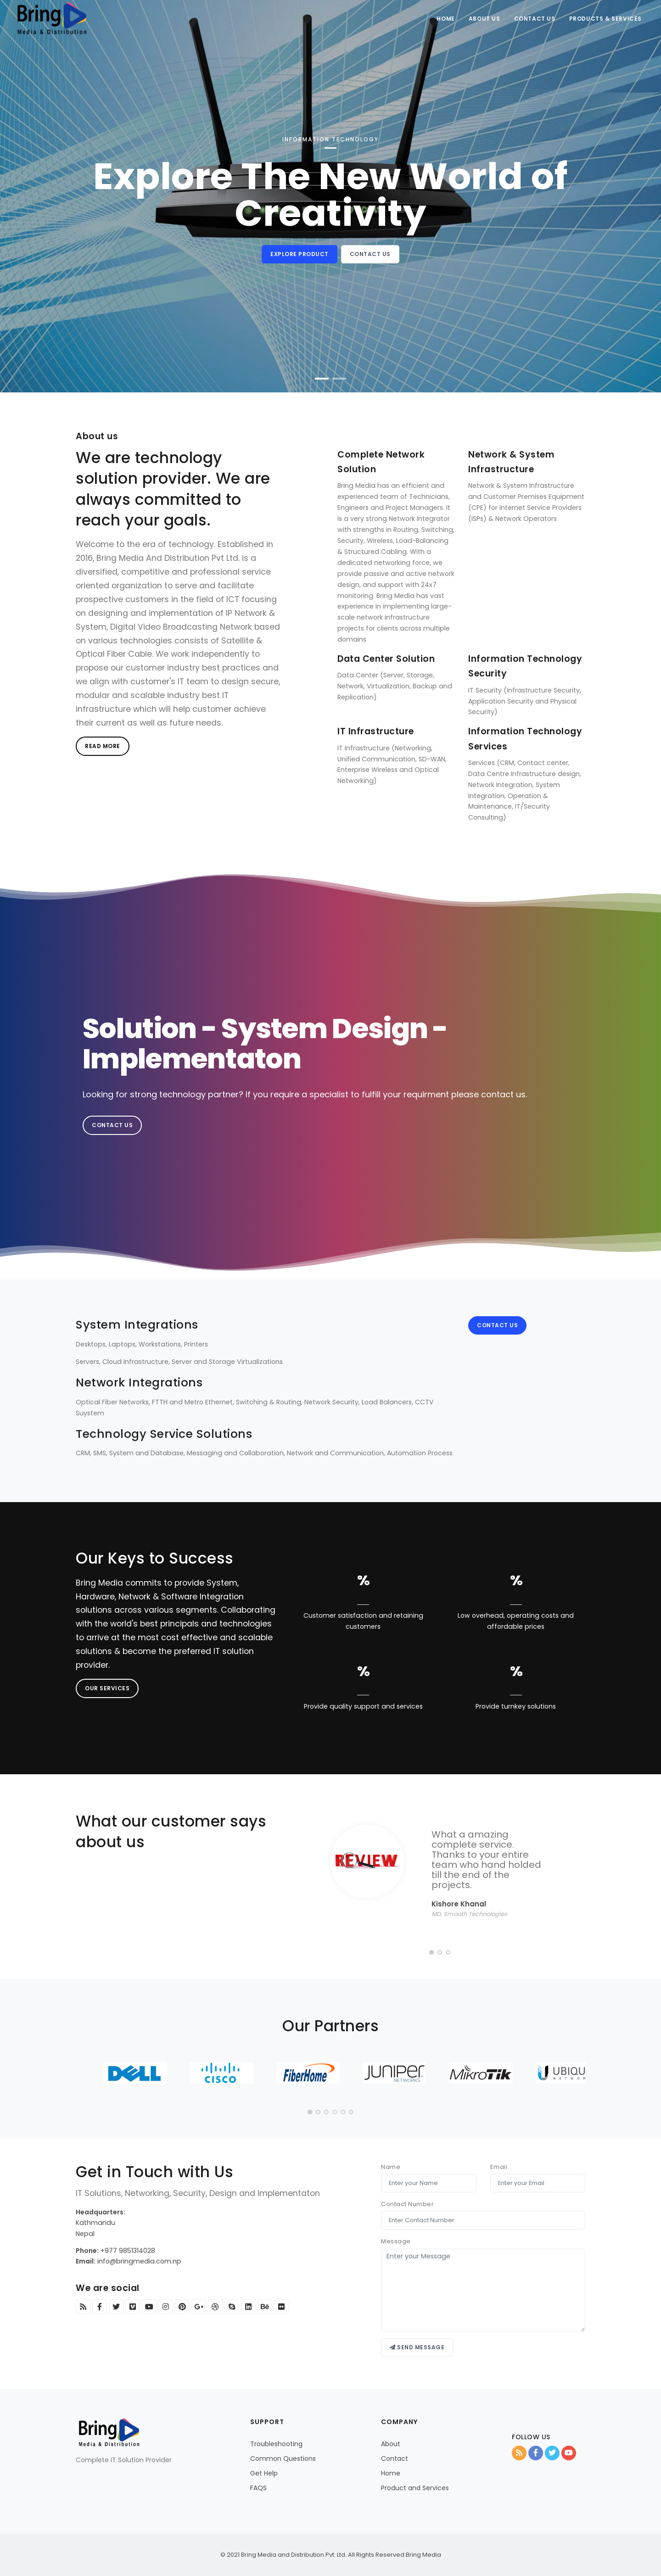 Bring
Media & Distribution
HOME
ABOUT US
CONTACT US
PRODUCTS & SERVICES
INFORMATION TECHNOLOGY
Explore The New World of
Creativity
EXPLORE PRODUCT
CONTACT US
About us
We are technology
solution provider. We are
always committed to
reach your goals.
Welcome to the era of technology. Established in
2016, Bring Media And Distribution Pvt Ltd. is a
diversified, competitive and professional service
oriented organization to serve and facilitate
prospective customers in the field of ICT focusing
on designing and implementation of IP Network &
System, Digital Video Broadcasting Network based
on various technologies consists of Satellite &
Optical Fiber Cable. We work independently to
propose our customer industry best practices and
we align with customer's IT team to design secure,
modular and scalable industry best IT
infrastructure which will help customer achieve
their current as well as future needs.
READ MORE
Complete Network
Solution
Bring Media has an efficient and
experienced team of Technicians,
Engineers and Project Managers. It
is a very strong Network Integrator
with strengths in Routing, Switching,
Security, Wireless, Load-Balancing
& Structured Cabling. With a
dedicated networking force, we
provide passive and active network
design, and support with 24x7
monitoring. Bring Media has vast
experience in implementing large-
scale network infrastructure
projects for clients across multiple
domains
Network & System
Infrastructure
Network & System Infrastructure
and Customer Premises Equipment
(CPE) for Internet Service Providers
(ISPs) & Network Operators
Data Center Solution
Data Center (Server, Storage,
Network, Virtualization, Backup and
Replication)
Information Technology
Security
IT Security (Infrastructure Security,
Application Security and Physical
Security)
IT Infrastructure
IT Infrastructure (Networking,
Unified Communication, SD-WAN,
Enterprise Wireless and Optical
Networking)
Information Technology
Services
Services (CRM, Contact center,
Data Centre Infrastructure design,
Network Integration, System
Integration, Operation &
Maintenance, IT/Security
Consulting)
Solution - System Design -
Implementaton
Looking for strong technology partner? If you require a specialist to fulfill your requirment please contact us.
CONTACT US
System Integrations
Desktops, Laptops, Workstations, Printers
Servers, Cloud Infrastructure, Server and Storage Virtualizations
Network Integrations
Optical Fiber Networks, FTTH and Metro Ethernet, Switching & Routing, Network Security, Load Balancers, CCTV
Suystem
Technology Service Solutions
CRM, SMS, System and Database, Messaging and Collaboration, Network and Communication, Automation Process
CONTACT US
Our Keys to Success
Bring Media commits to provide System,
Hardware, Network & Software Integration
solutions across various segments. Collaborating
with the world's best principals and technologies
to arrive at the most cost effective and scalable
solutions & become the preferred IT solution
provider.
OUR SERVICES
%
Customer satisfaction and retaining
customers
%
Low overhead, operating costs and
affordable prices
%
Provide quality support and services
%
Provide turnkey solutions
What our customer says
about us
REVIEW
What a amazing
complete service.
Thanks to your entire
team who hand holded
till the end of the
projects.
Kishore Khanal
MD, Smooth Technologies
Our Partners
DELL
CISCO
FiberHome
JUNIPER
NETWORKS
MikroTik
UBIQU
NETWOR
Get in Touch with Us
IT Solutions, Networking, Security, Design and Implementaton
Headquarters:
Kathmandu
Nepal
Phone: +977 9851314028
Email: info@bringmedia.com.np
We are social
Name
Enter your Name
Email
Enter your Email
Contact Number
Enter Contact Number
Message
Enter your Message
SEND MESSAGE
Bring
Media & Distribution
Complete IT Solution Provider
SUPPORT
Troubleshooting
Common Questions
Get Help
FAQS
COMPANY
About
Contact
Home
Product and Services
FOLLOW US
© 2021 Bring Media and Distribution Pvt. Ltd. All Rights Reserved.Bring Media